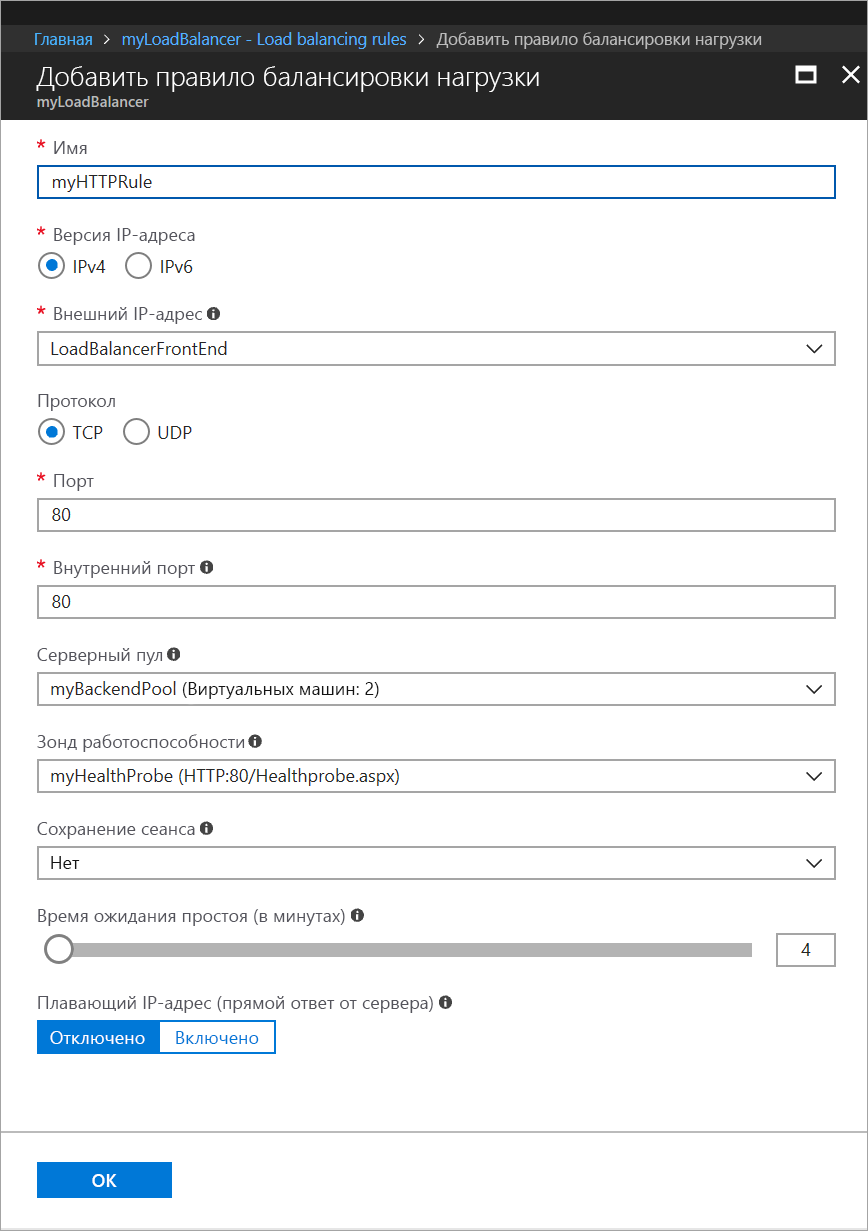 Главная > myLoadBalancer - Load balancing rules > Добавить правило балансировки нагрузки
Добавить правило балансировки нагрузки
myLoadBalancer
* Имя
myHTTPRule
* Версия IP-адреса
IPv4 IPv6
* Внешний IP-адрес
LoadBalancerFrontEnd
Протокол
TCP UDP
* Порт
80
* Внутренний порт
80
Серверный пул
myBackendPool (Виртуальных машин: 2)
Зонд работоспособности
myHealthProbe (HTTP:80/Healthprobe.aspx)
Сохранение сеанса
Нет
Время ожидания простоя (в минутах)
4
Плавающий IP-адрес (прямой ответ от сервера)
Отключено Включено
ОК